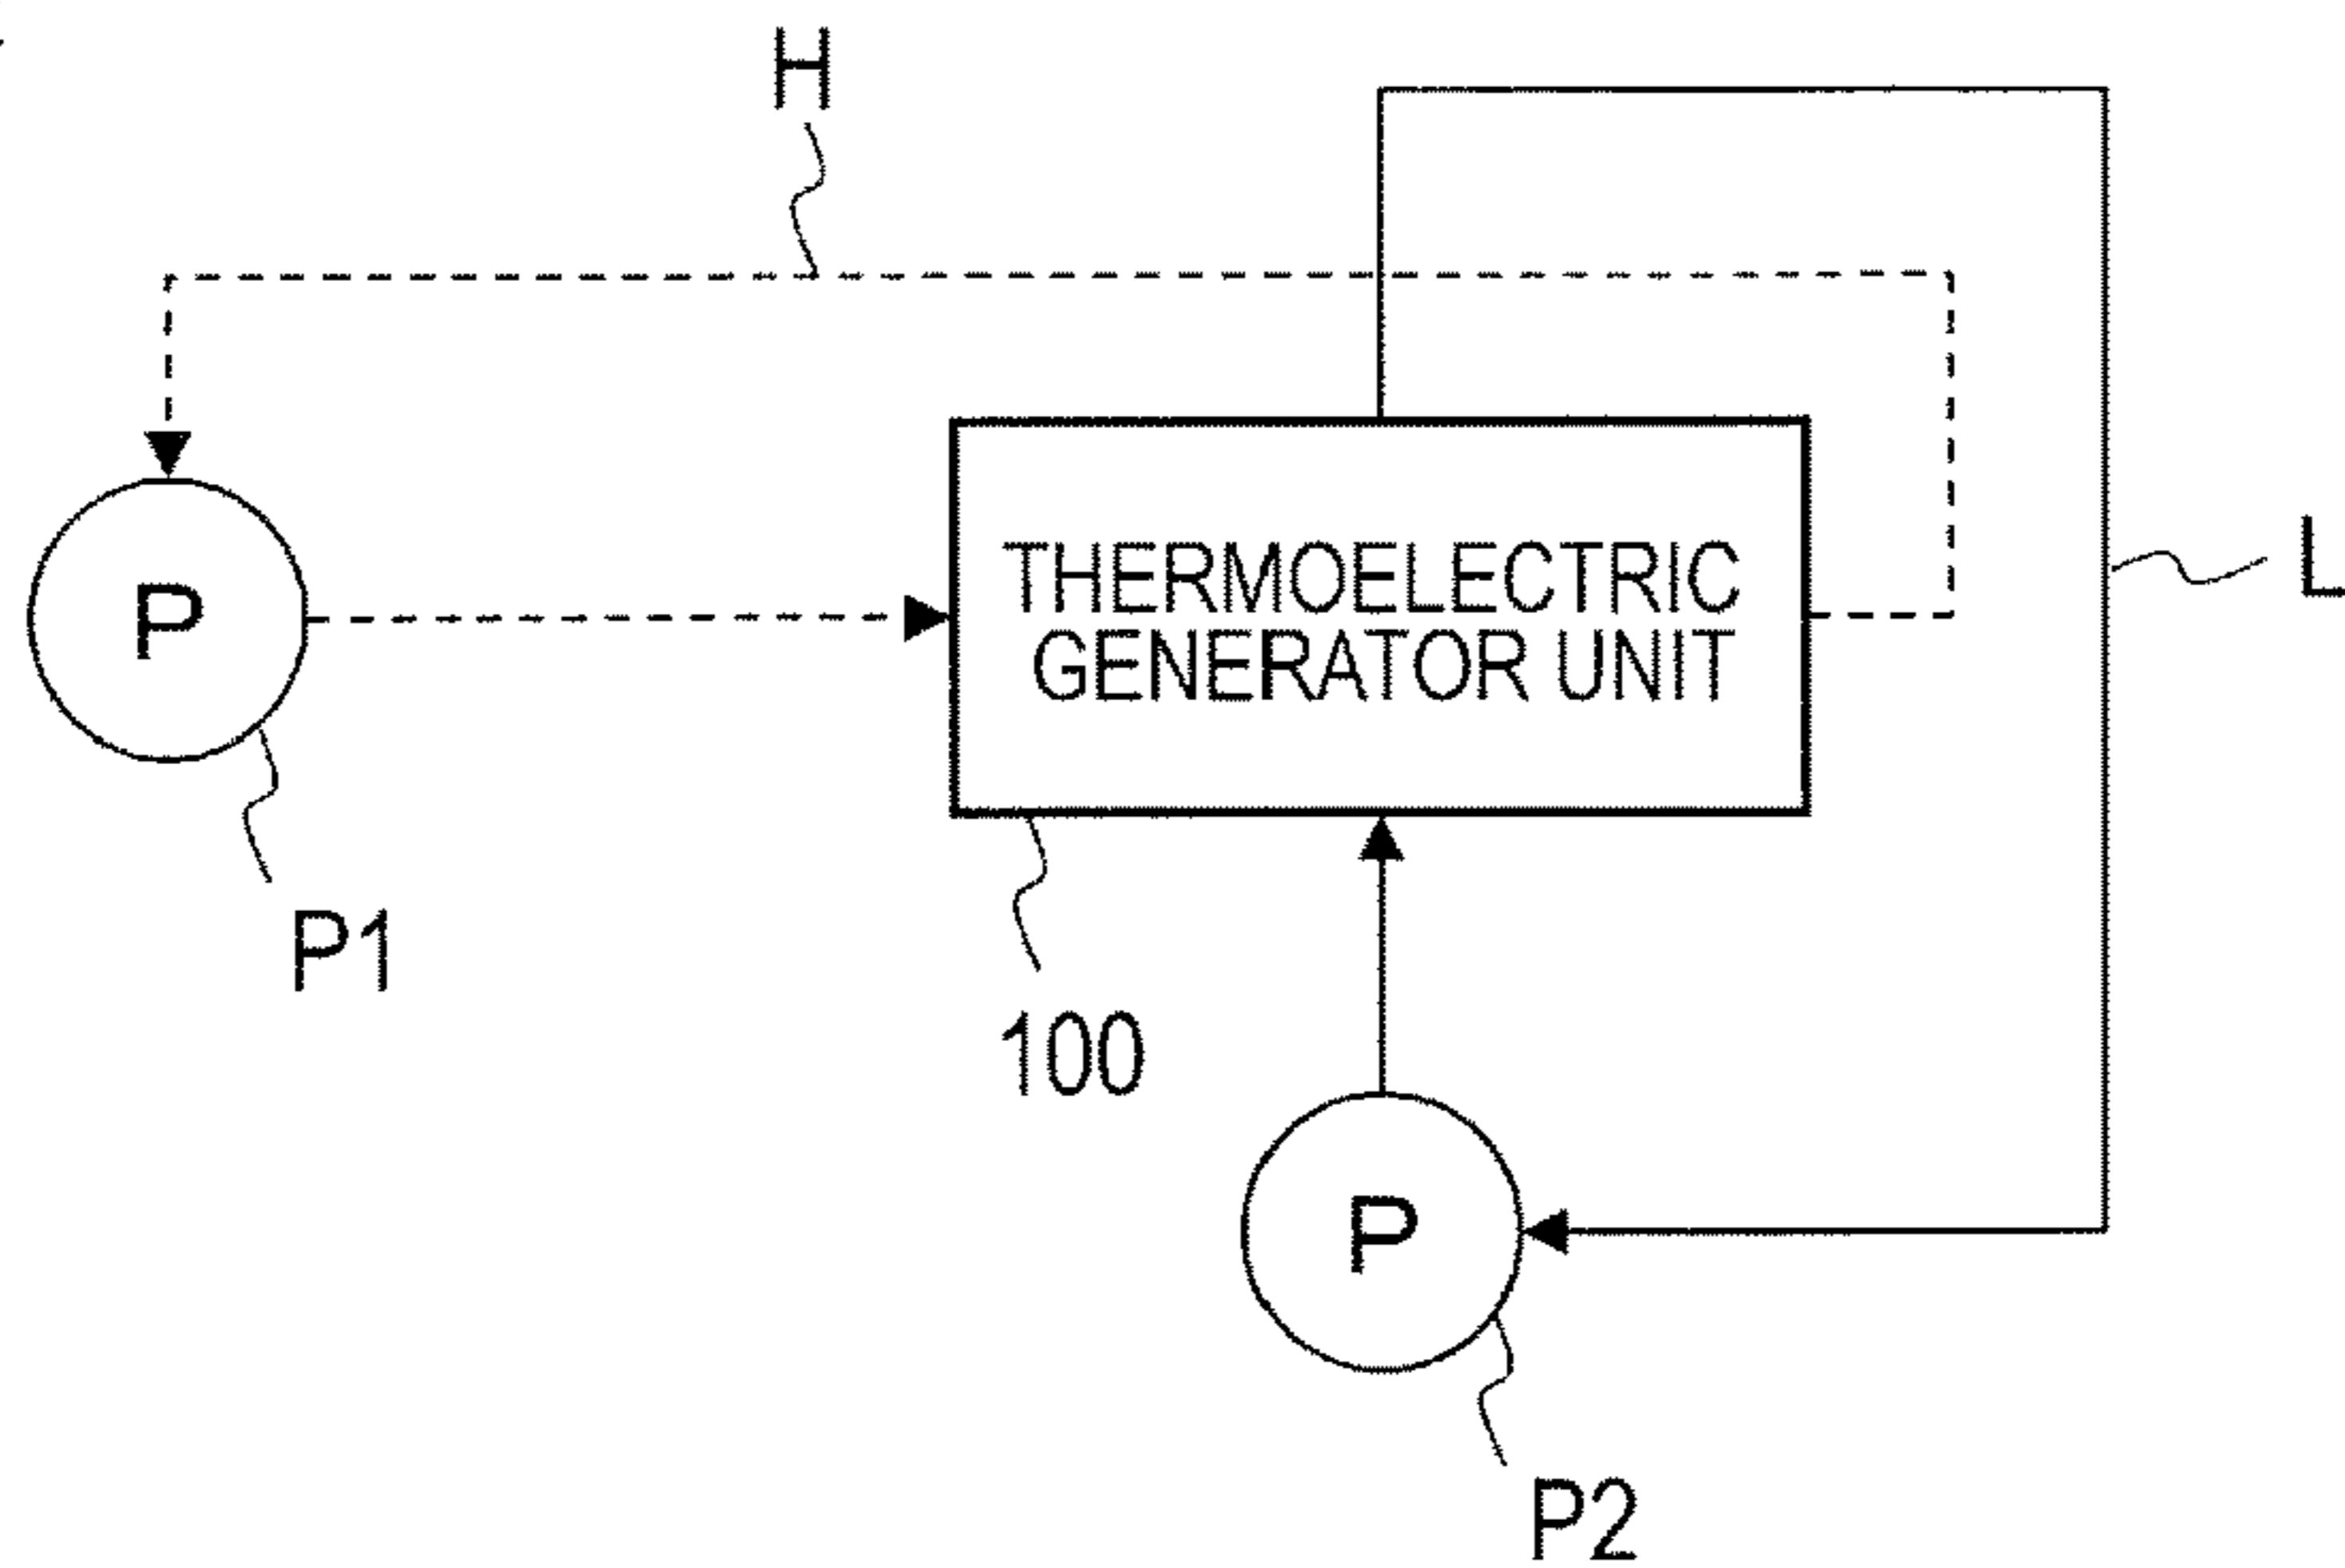 H
THERMOELECTRIC
GENERATOR UNIT
L
P
P1
100
P
P2